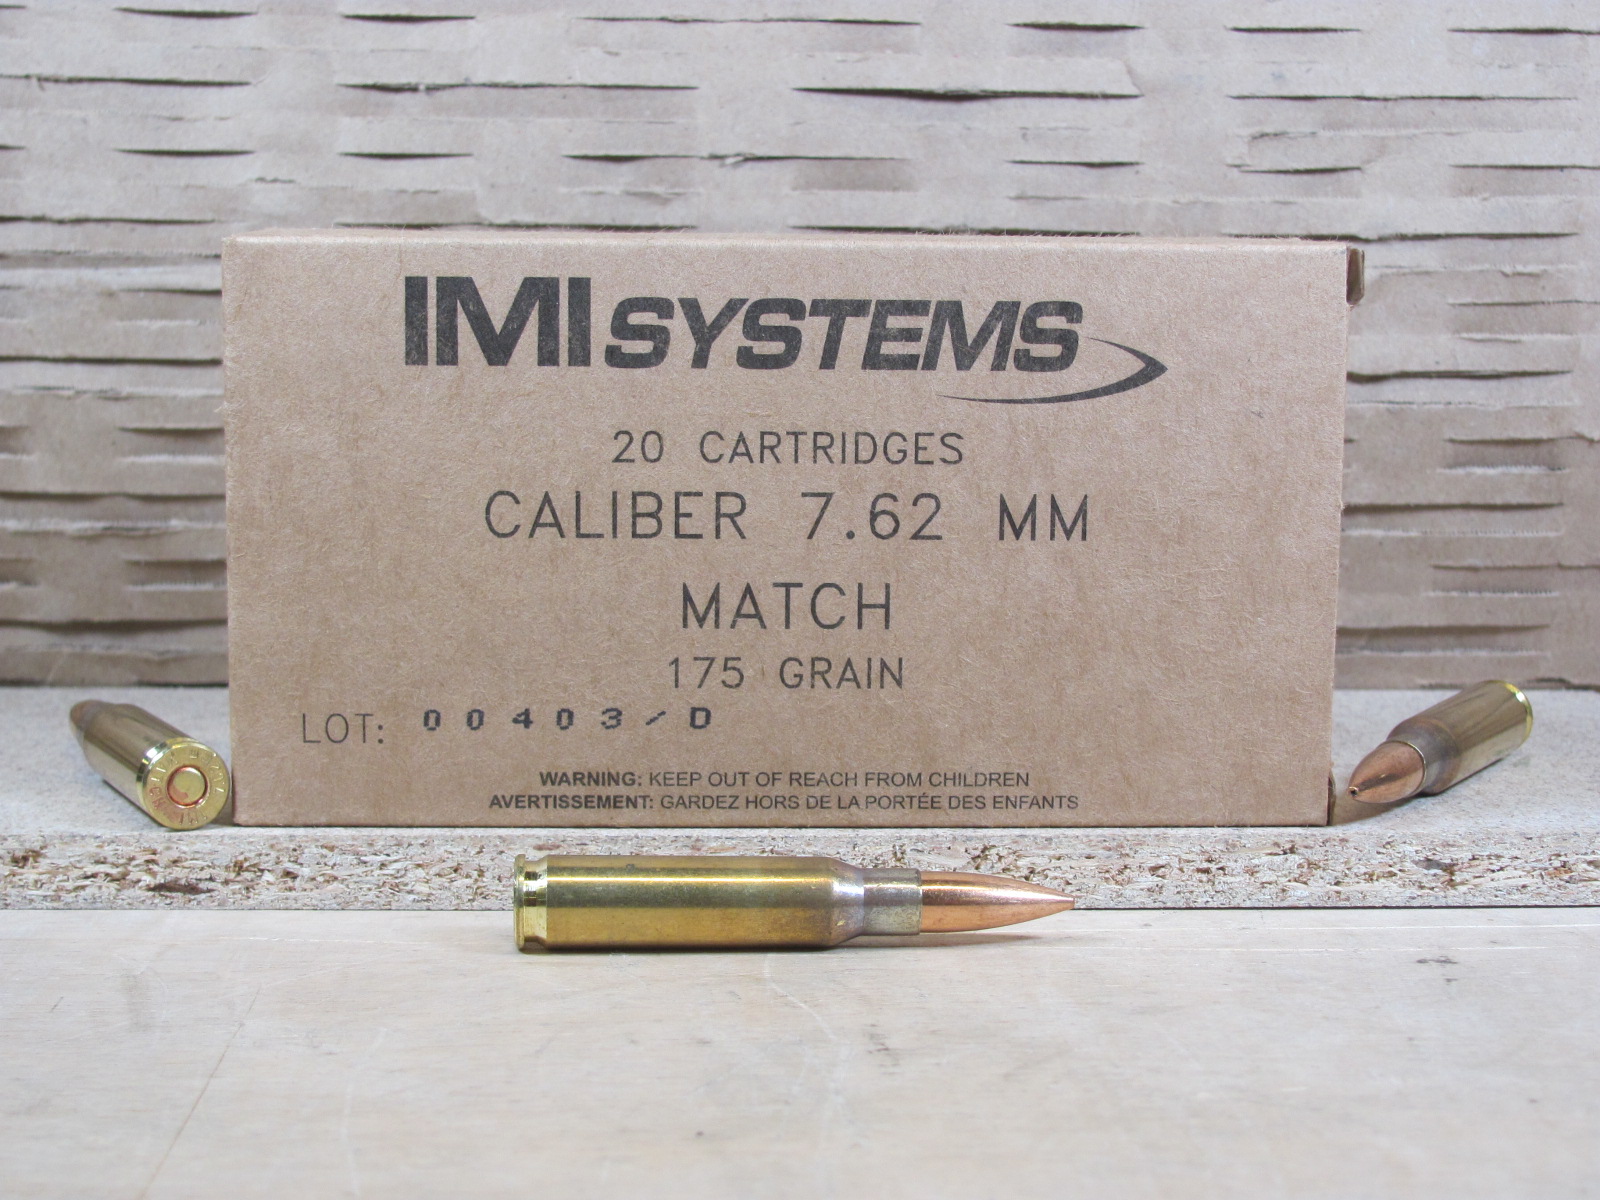 IMI SYSTEMS
20 CARTRIDGES
CALIBER 7.62 MM
MATCH
175 GRAIN
LOT: 00403/D
WARNING: KEEP OUT OF REACH FROM CHILDREN
AVERTISSEMENT: GARDEZ HORS DE LA PORTÉE DES ENFANTS